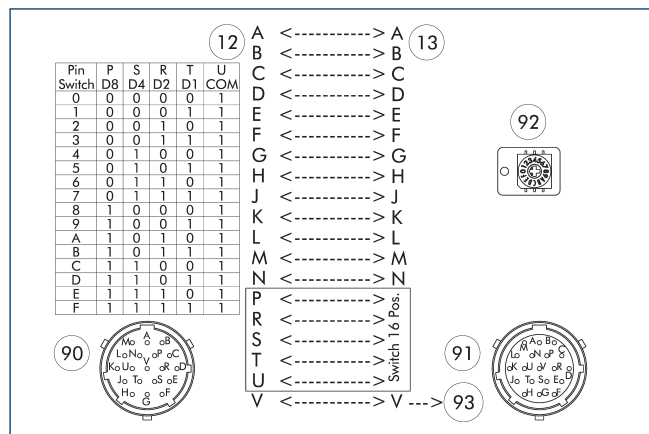 12
13
A <--------------> A
B <--------------> B
C <--------------> C
D <--------------> D
E <--------------> E
F <--------------> F
G <--------------> G
H <--------------> H
J <--------------> J
K <--------------> K
L <--------------> L
M <--------------> M
N <--------------> N
P <-------------->
R <-------------->
S <-------------->
T <-------------->
U <-------------->
Switch 16 Pos.
V <--------------> V --->
93
Pin P S R T U
Switch D8 D4 D2 D1 COM
0 0 0 0 0 1
1 0 0 0 1 1
2 0 0 1 0 1
3 0 0 1 1 1
4 0 1 0 0 1
5 0 1 0 1 1
6 0 1 1 0 1
7 0 1 1 1 1
8 1 0 0 0 1
9 1 0 0 1 1
A 1 0 1 0 1
B 1 0 1 1 1
C 1 1 0 0 1
D 1 1 0 1 1
E 1 1 1 0 1
F 1 1 1 1 1
92
90
A
M B
L N P C
V
K U R D
J T S E
H F
G
91
A B
M C
L N P
K U V R D
J T S E
H G F